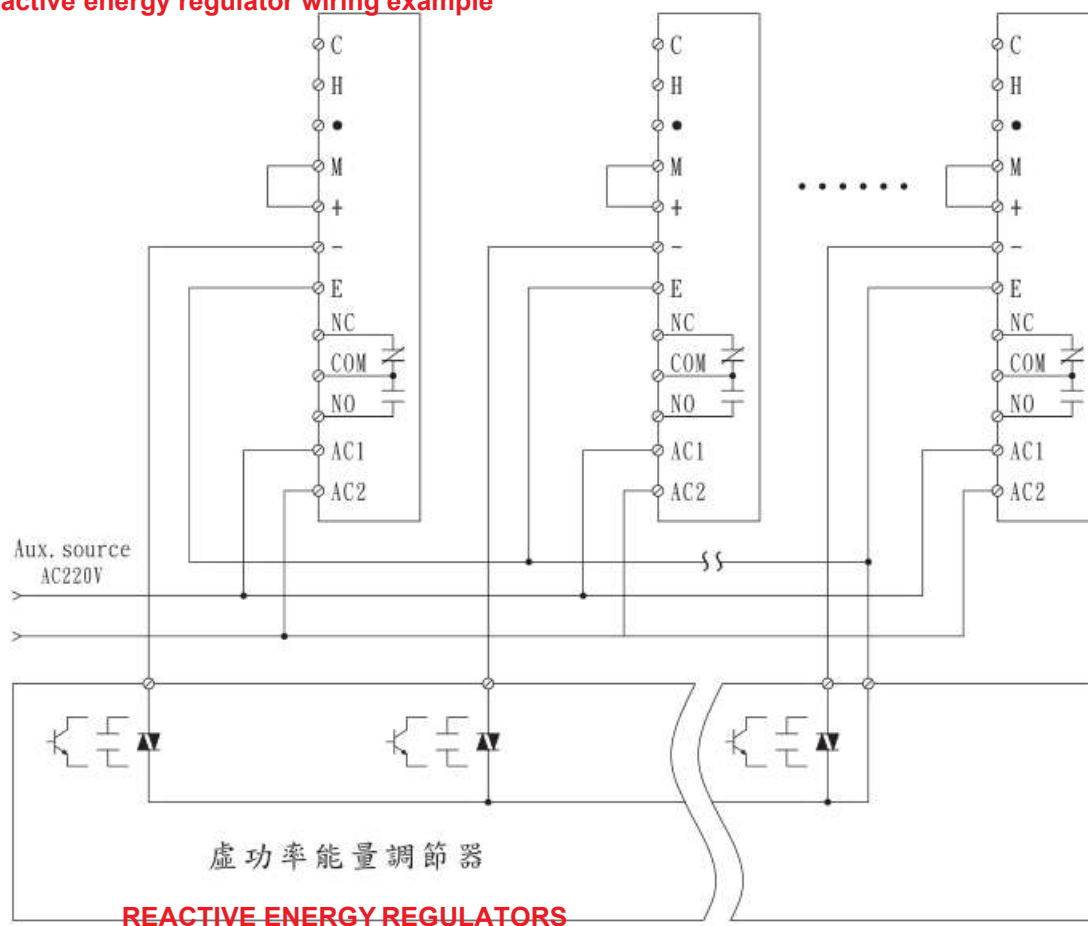 active energy regulator wiring example
C C C
H H H
● ● ●
M M M
+ + +
- - -
E E E
NC NC NC
COM COM COM
NO NO NO
AC1 AC1 AC1
AC2 AC2 AC2
Aux. source
AC220V
虛功率能量調節器
REACTIVE ENERGY REGULATORS